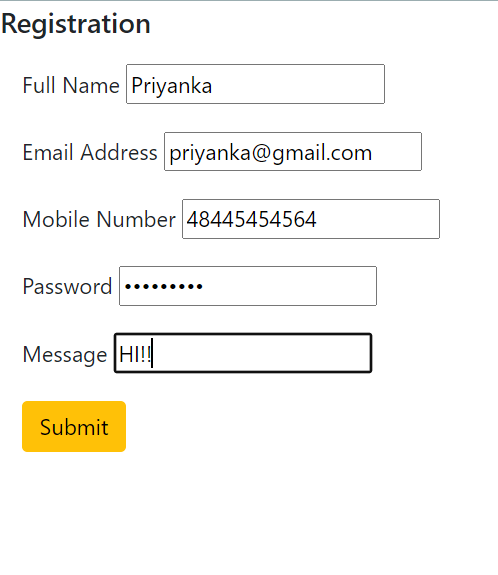 Registration
Full Name Priyanka
Email Address priyanka@gmail.com
Mobile Number 48445454564
Password •••••••••
Message HI!!
Submit